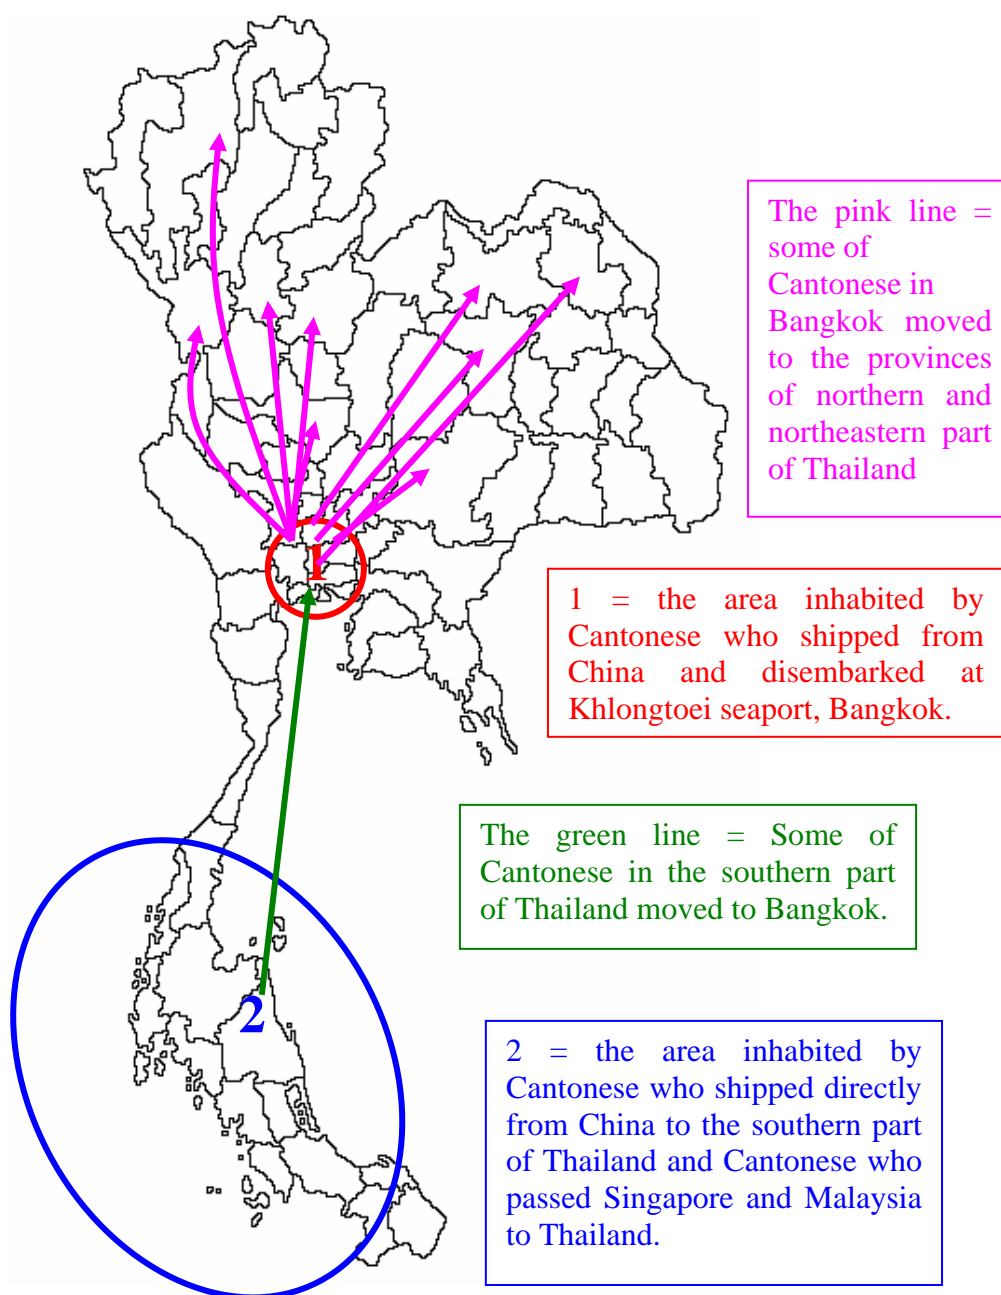 The pink line =
some of
Cantonese in
Bangkok moved
to the provinces
of northern and
northeastern part
of Thailand
1
1 = the area inhabited by
Cantonese who shipped from
China and disembarked at
Khlongtoei seaport, Bangkok.
The green line = Some of
Cantonese in the southern part
of Thailand moved to Bangkok.
2
2 = the area inhabited by
Cantonese who shipped directly
from China to the southern part
of Thailand and Cantonese who
passed Singapore and Malaysia
to Thailand.